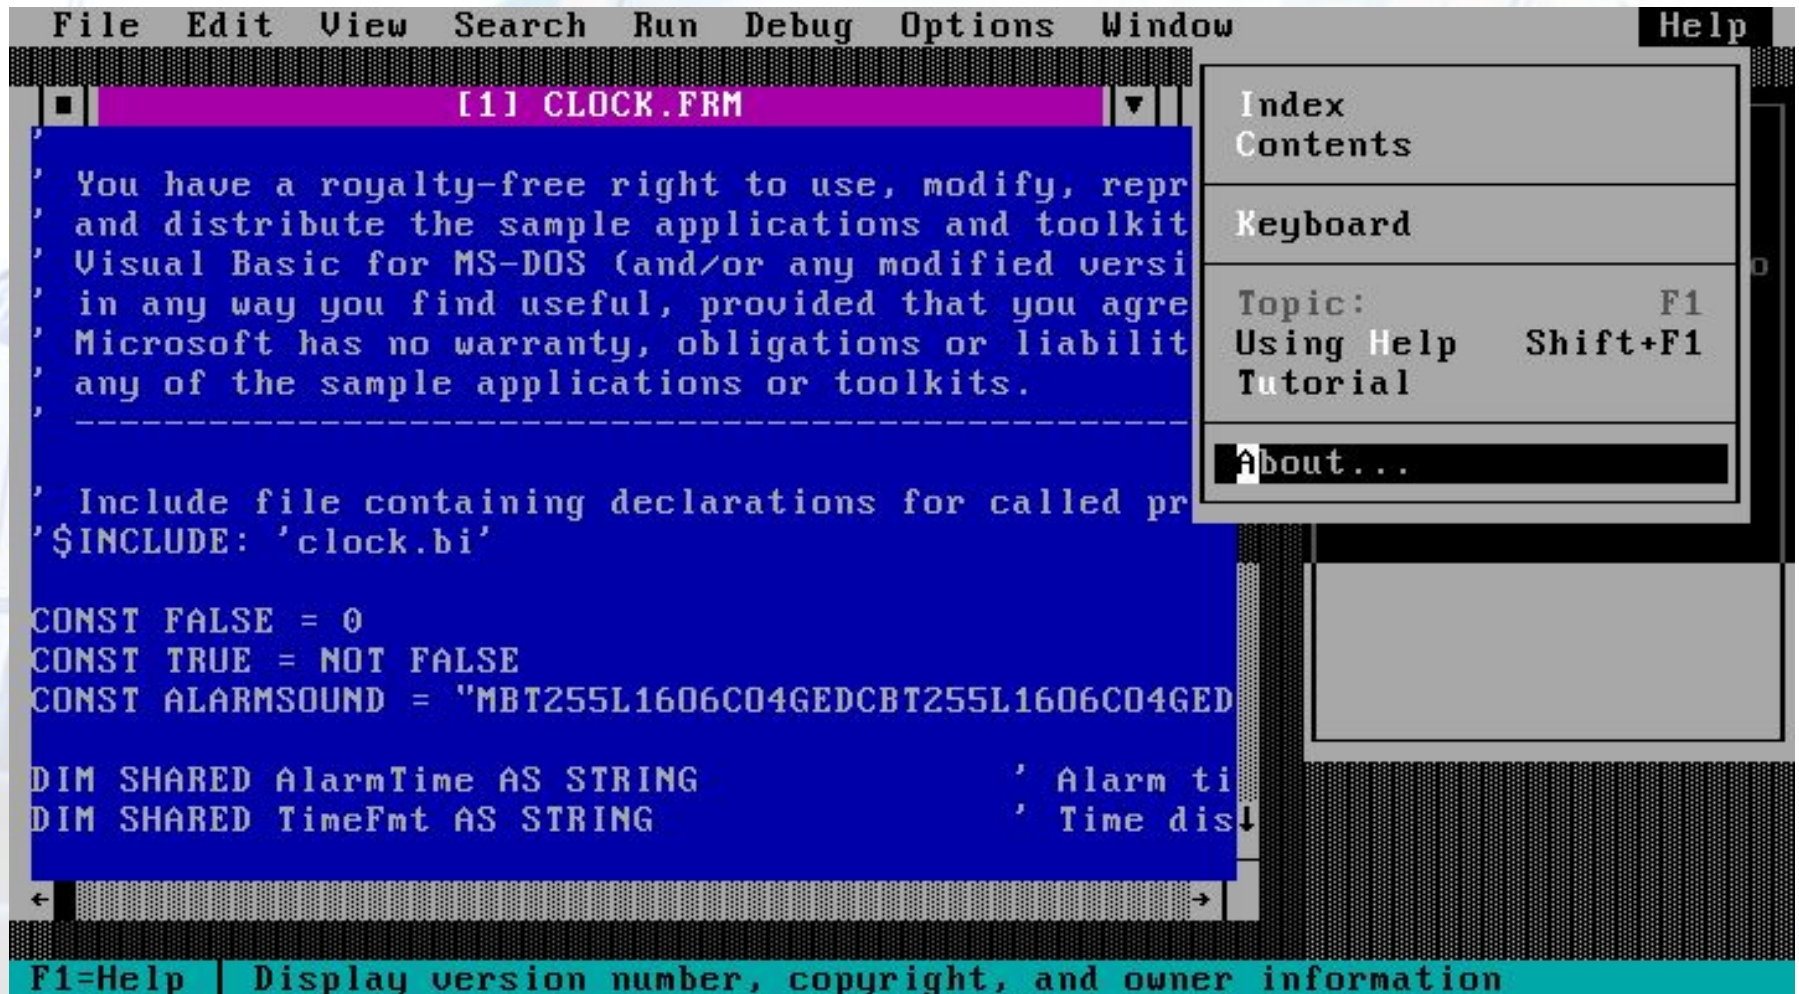 File Edit View Search Run Debug Options Window Help
[1] CLOCK.FRM
'
' You have a royalty-free right to use, modify, repr
' and distribute the sample applications and toolkit
' Visual Basic for MS-DOS (and/or any modified versi
' in any way you find useful, provided that you agre
' Microsoft has no warranty, obligations or liabilit
' any of the sample applications or toolkits.
' ---------------------------------------------------
' Include file containing declarations for called pr
'$INCLUDE: 'clock.bi'
CONST FALSE = 0
CONST TRUE = NOT FALSE
CONST ALARMSOUND = "MBT255L16O6CO4GEDCBT255L16O6CO4GED
DIM SHARED AlarmTime AS STRING ' Alarm ti
DIM SHARED TimeFmt AS STRING ' Time dis
Index
Contents
Keyboard
Topic: F1
Using Help Shift+F1
Tutorial
About...
o
F1=Help | Display version number, copyright, and owner information